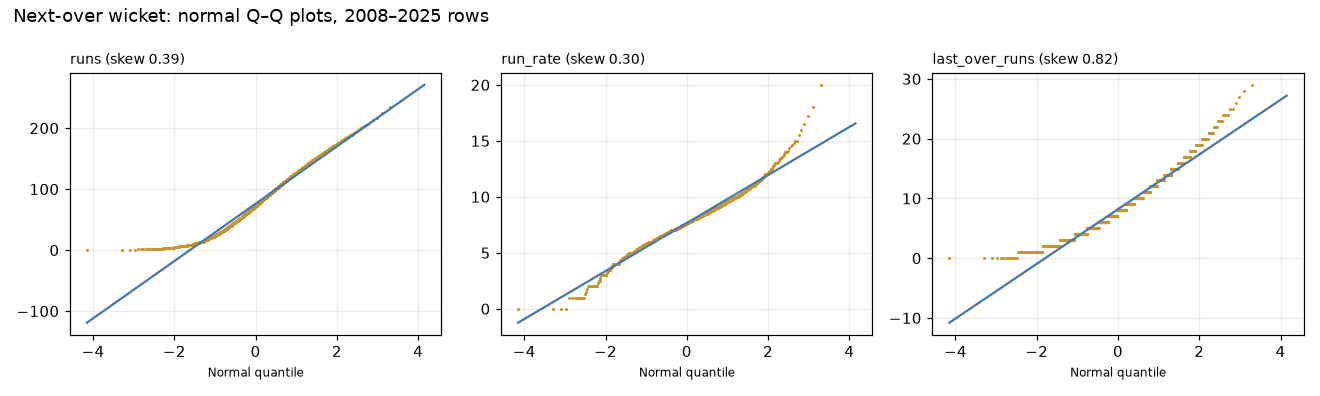 Next-over wicket: normal Q–Q plots, 2008–2025 rows
runs (skew 0.39)
200
100
0
−100
−4 −2 0 2 4
Normal quantile
run_rate (skew 0.30)
20
15
10
5
0
−4 −2 0 2 4
Normal quantile
last_over_runs (skew 0.82)
30
20
10
0
−10
−4 −2 0 2 4
Normal quantile